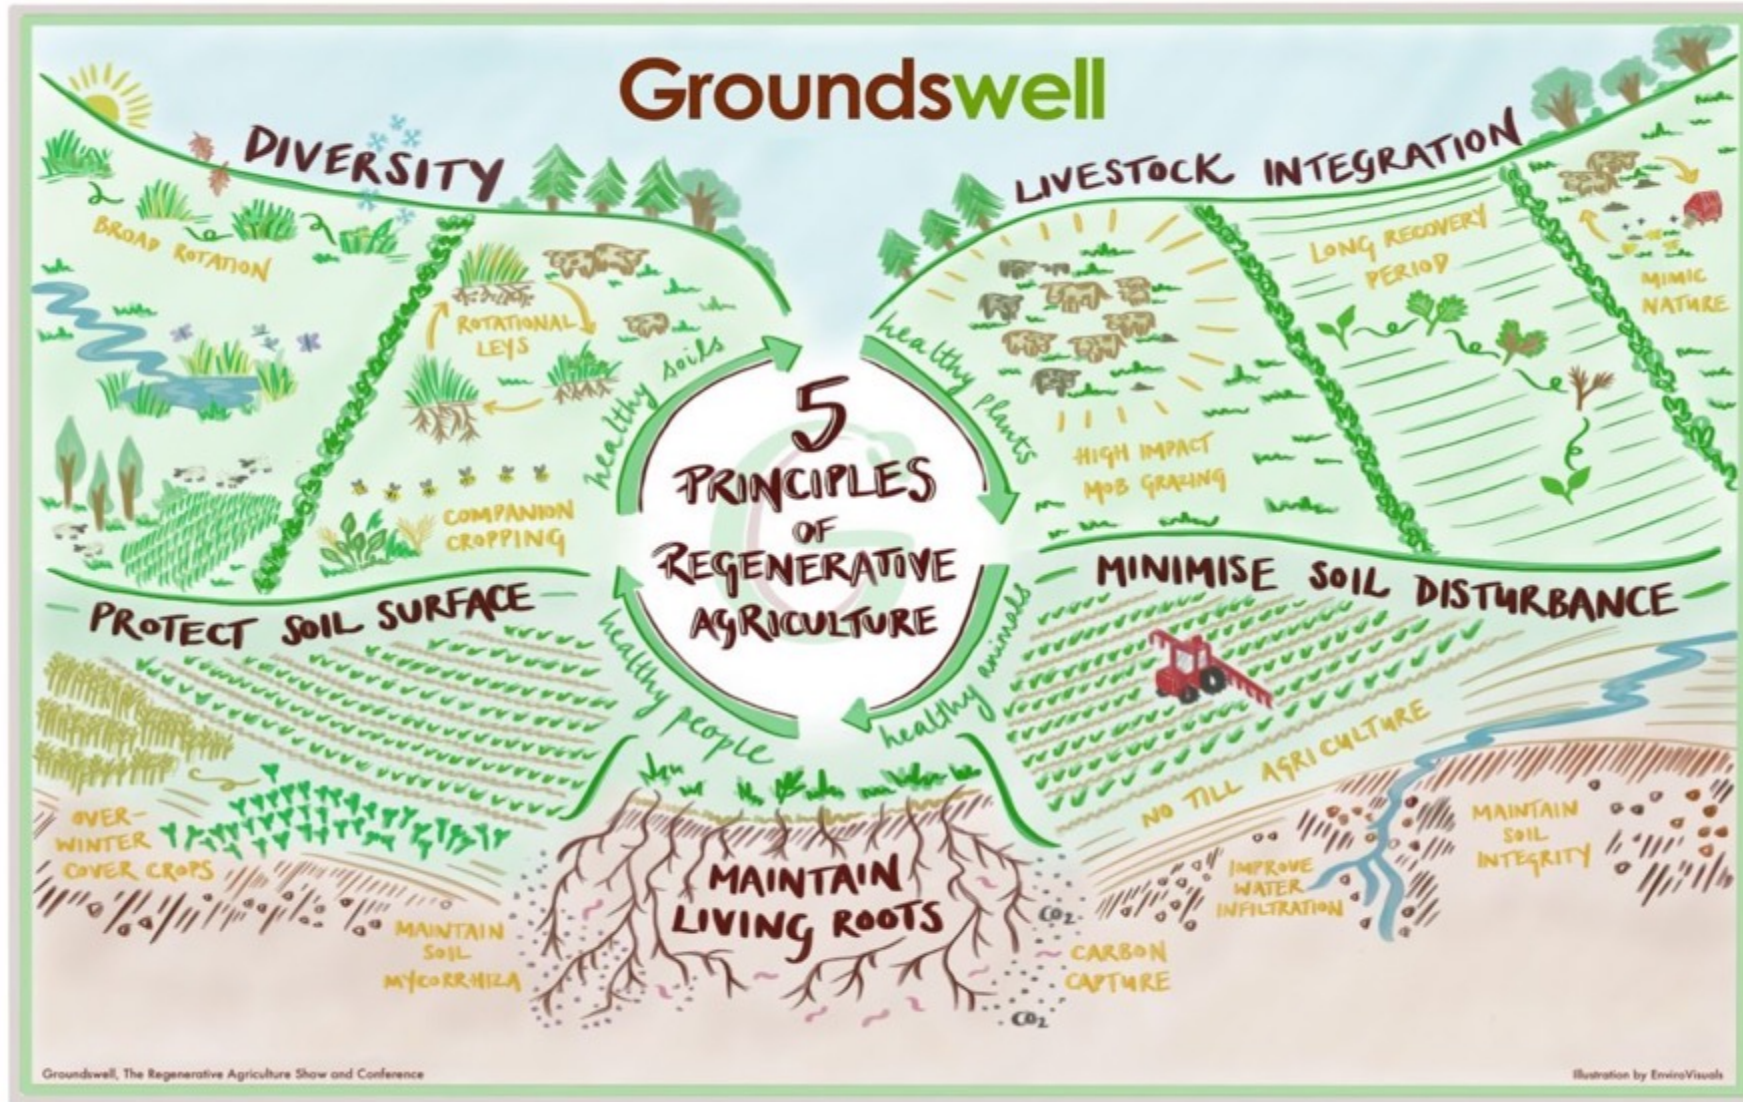 Groundswell
DIVERSITY
BROAD ROTATION
ROTATIONAL
LEYS
COMPANION
CROPPING
LIVESTOCK INTEGRATION
HIGH IMPACT
MOB GRAZING
LONG RECOVERY
PERIOD
MIMIC
NATURE
healthy soils
healthy plants
healthy animals
healthy people
5
PRINCIPLES
OF
REGENERATIVE
AGRICULTURE
PROTECT SOIL SURFACE
OVER-
WINTER
COVER CROPS
MAINTAIN
SOIL
MYCORRHIZA
MAINTAIN
LIVING ROOTS
CO2
CO2
CARBON
CAPTURE
MINIMISE SOIL DISTURBANCE
NO TILL AGRICULTURE
IMPROVE
WATER
INFILTRATION
MAINTAIN
SOIL
INTEGRITY
Groundswell, The Regenerative Agriculture Show and Conference
Illustration by EnviroVisuals